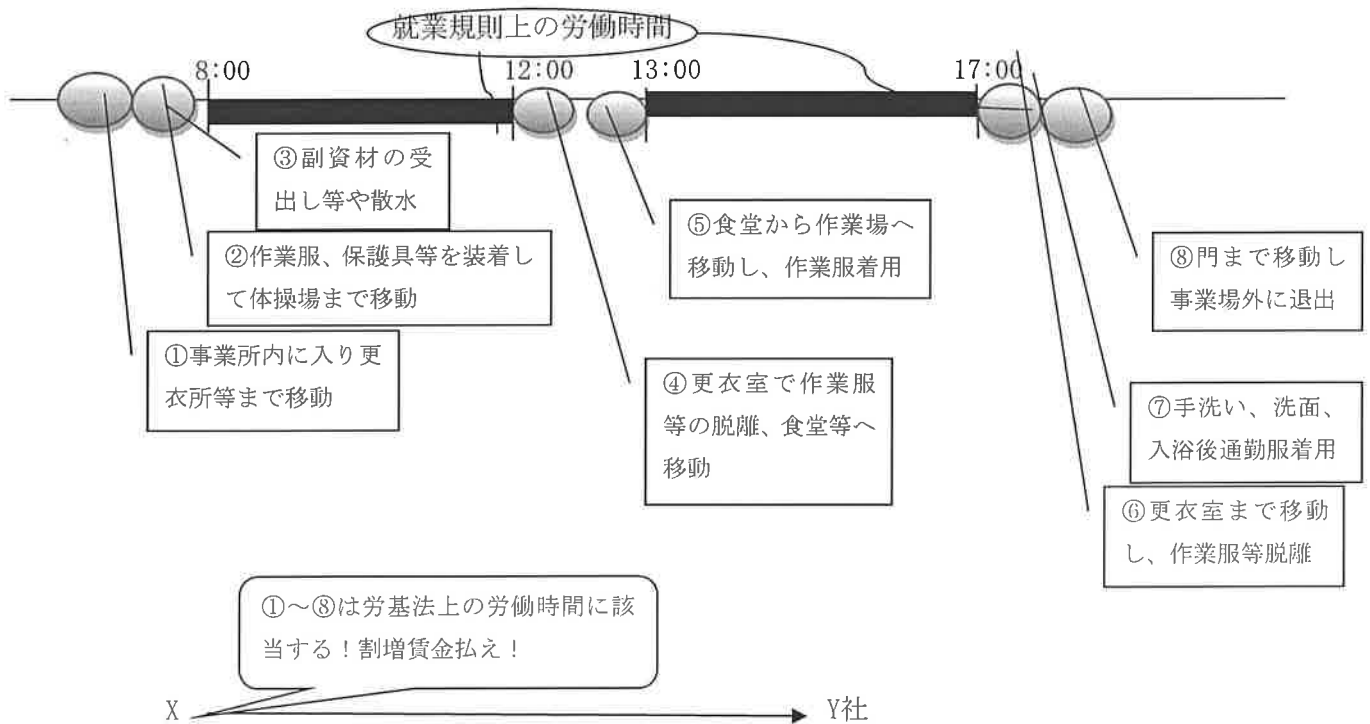 就業規則上の労働時間
8:00
12:00
13:00
17:00
③副資材の受
出し等や散水
②作業服、保護具等を装着し
て体操場まで移動
①事業所内に入り更
衣所等まで移動
⑤食堂から作業場へ
移動し、作業服着用
④更衣室で作業服
等の脱離、食堂等へ
移動
⑧門まで移動し
事業場外に退出
⑦手洗い、洗面、
入浴後通勤服着用
⑥更衣室まで移動
し、作業服等脱離
①～⑧は労基法上の労働時間に該
当する！割増賃金払え！
X
Y社